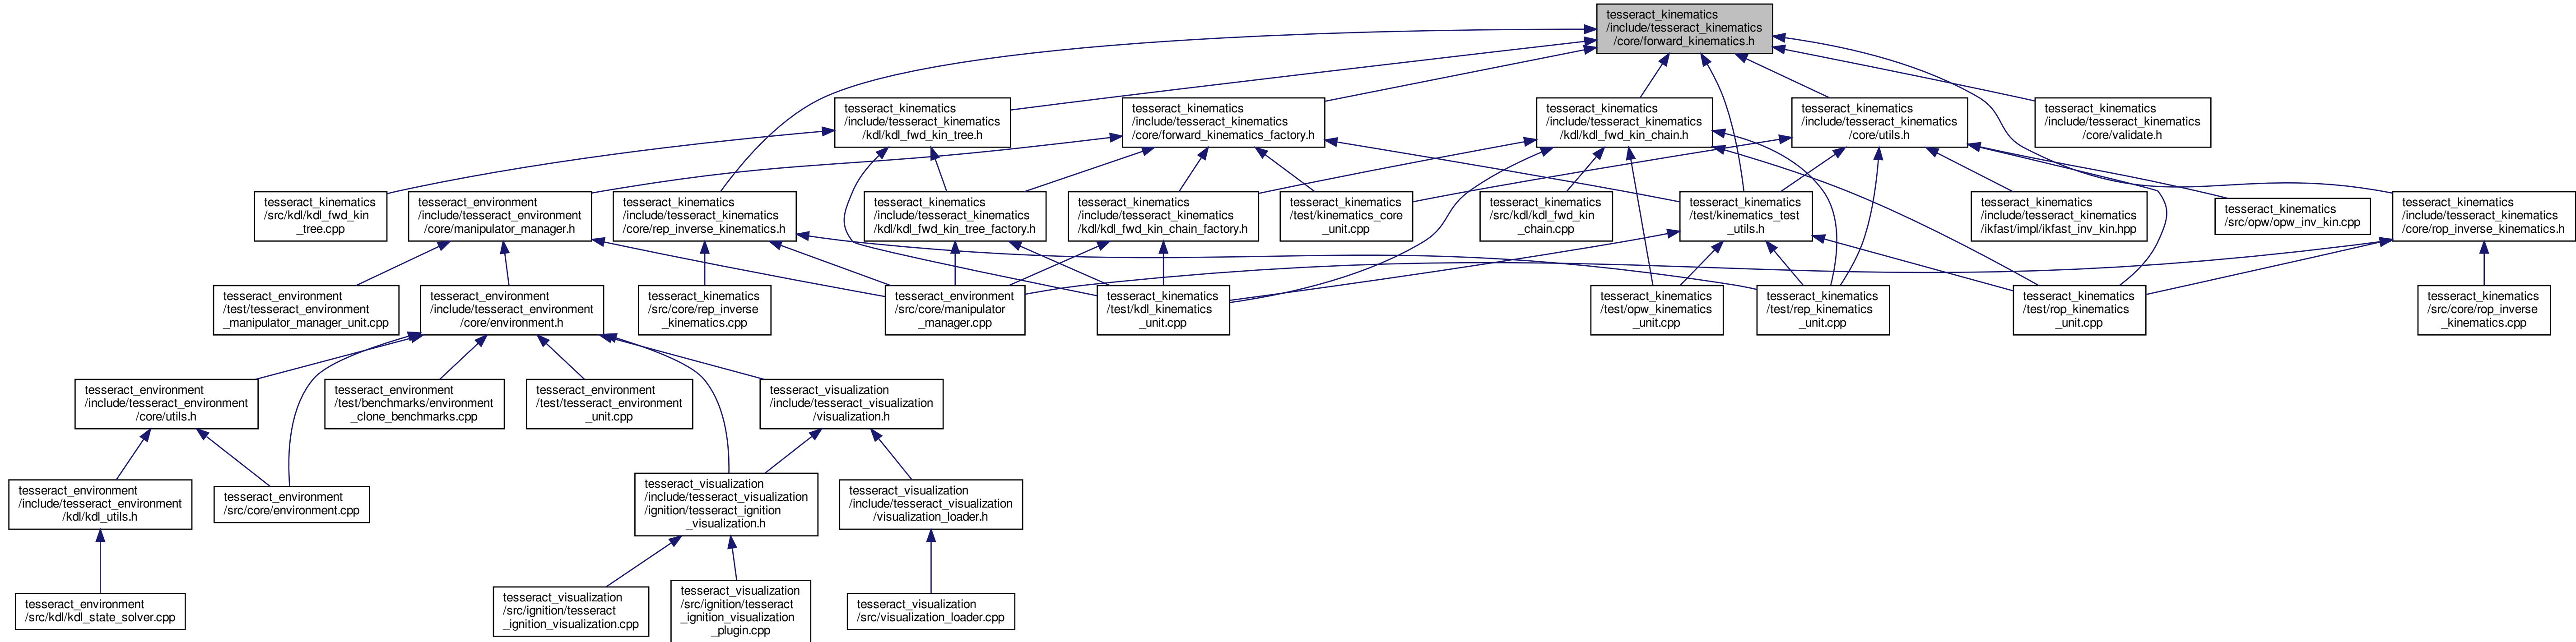 tesseract_kinematics
/include/tesseract_kinematics
/core/forward_kinematics.h
tesseract_kinematics
/include/tesseract_kinematics
/kdl/kdl_fwd_kin_tree.h
tesseract_kinematics
/include/tesseract_kinematics
/core/forward_kinematics_factory.h
tesseract_kinematics
/include/tesseract_kinematics
/kdl/kdl_fwd_kin_chain.h
tesseract_kinematics
/include/tesseract_kinematics
/core/utils.h
tesseract_kinematics
/include/tesseract_kinematics
/core/validate.h
tesseract_kinematics
/src/kdl/kdl_fwd_kin
_tree.cpp
tesseract_environment
/include/tesseract_environment
/core/manipulator_manager.h
tesseract_kinematics
/include/tesseract_kinematics
/core/rep_inverse_kinematics.h
tesseract_kinematics
/include/tesseract_kinematics
/kdl/kdl_fwd_kin_tree_factory.h
tesseract_kinematics
/include/tesseract_kinematics
/kdl/kdl_fwd_kin_chain_factory.h
tesseract_kinematics
/test/kinematics_core
_unit.cpp
tesseract_kinematics
/src/kdl/kdl_fwd_kin
_chain.cpp
tesseract_kinematics
/test/kinematics_test
_utils.h
tesseract_kinematics
/include/tesseract_kinematics
/ikfast/impl/ikfast_inv_kin.hpp
tesseract_kinematics
/src/opw/opw_inv_kin.cpp
tesseract_kinematics
/include/tesseract_kinematics
/core/rop_inverse_kinematics.h
tesseract_environment
/test/tesseract_environment
_manipulator_manager_unit.cpp
tesseract_environment
/include/tesseract_environment
/core/environment.h
tesseract_kinematics
/src/core/rep_inverse
_kinematics.cpp
tesseract_environment
/src/core/manipulator
_manager.cpp
tesseract_kinematics
/test/kdl_kinematics
_unit.cpp
tesseract_kinematics
/test/opw_kinematics
_unit.cpp
tesseract_kinematics
/test/rep_kinematics
_unit.cpp
tesseract_kinematics
/test/rop_kinematics
_unit.cpp
tesseract_kinematics
/src/core/rop_inverse
_kinematics.cpp
tesseract_environment
/include/tesseract_environment
/core/utils.h
tesseract_environment
/test/benchmarks/environment
_clone_benchmarks.cpp
tesseract_environment
/test/tesseract_environment
_unit.cpp
tesseract_visualization
/include/tesseract_visualization
/visualization.h
tesseract_environment
/include/tesseract_environment
/kdl/kdl_utils.h
tesseract_environment
/src/core/environment.cpp
tesseract_visualization
/include/tesseract_visualization
/ignition/tesseract_ignition
_visualization.h
tesseract_visualization
/include/tesseract_visualization
/visualization_loader.h
tesseract_environment
/src/kdl/kdl_state_solver.cpp
tesseract_visualization
/src/ignition/tesseract
_ignition_visualization.cpp
tesseract_visualization
/src/ignition/tesseract
_ignition_visualization
_plugin.cpp
tesseract_visualization
/src/visualization_loader.cpp